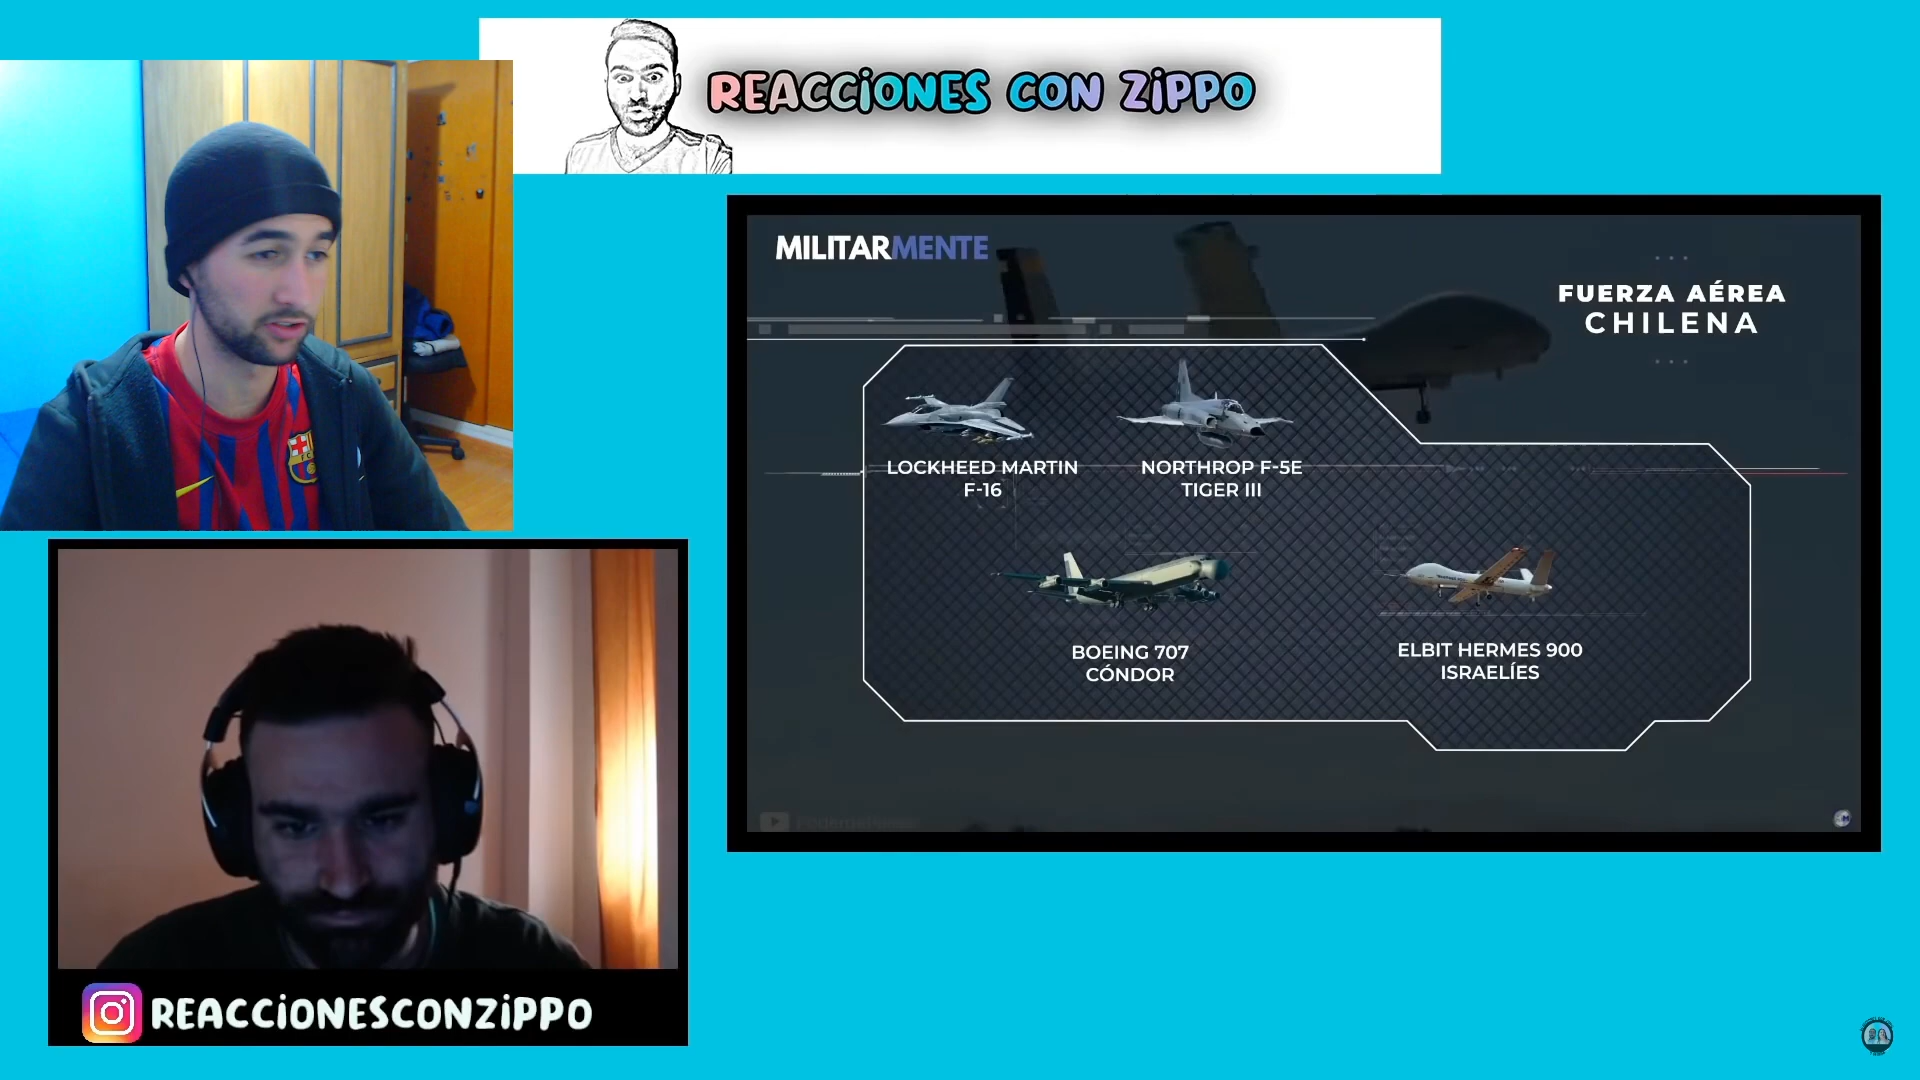 REACCIONES CON ZIPPO
MILITARMENTE
FUERZA AÉREA
CHILENA
LOCKHEED MARTIN
F-16
NORTHROP F-5E
TIGER III
BOEING 707
CÓNDOR
ELBIT HERMES 900
ISRAELÍES
REACCIONESCONZIPPO